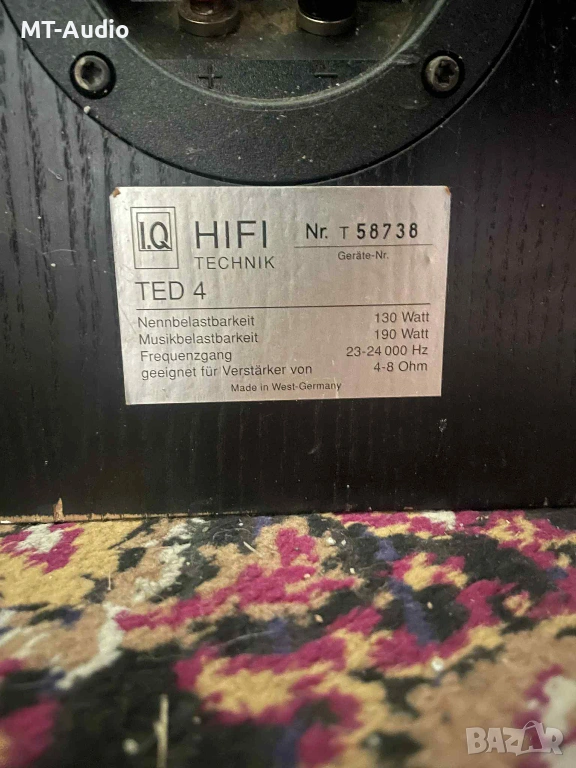 MT-Audio
+ −
I.Q HIFI Nr. T 58738
TECHNIK Geräte-Nr.
TED 4
Nennbelastbarkeit 130 Watt
Musikbelastbarkeit 190 Watt
Frequenzgang 23-24 000 Hz
geeignet für Verstärker von 4-8 Ohm
Made in West-Germany
BAZAR